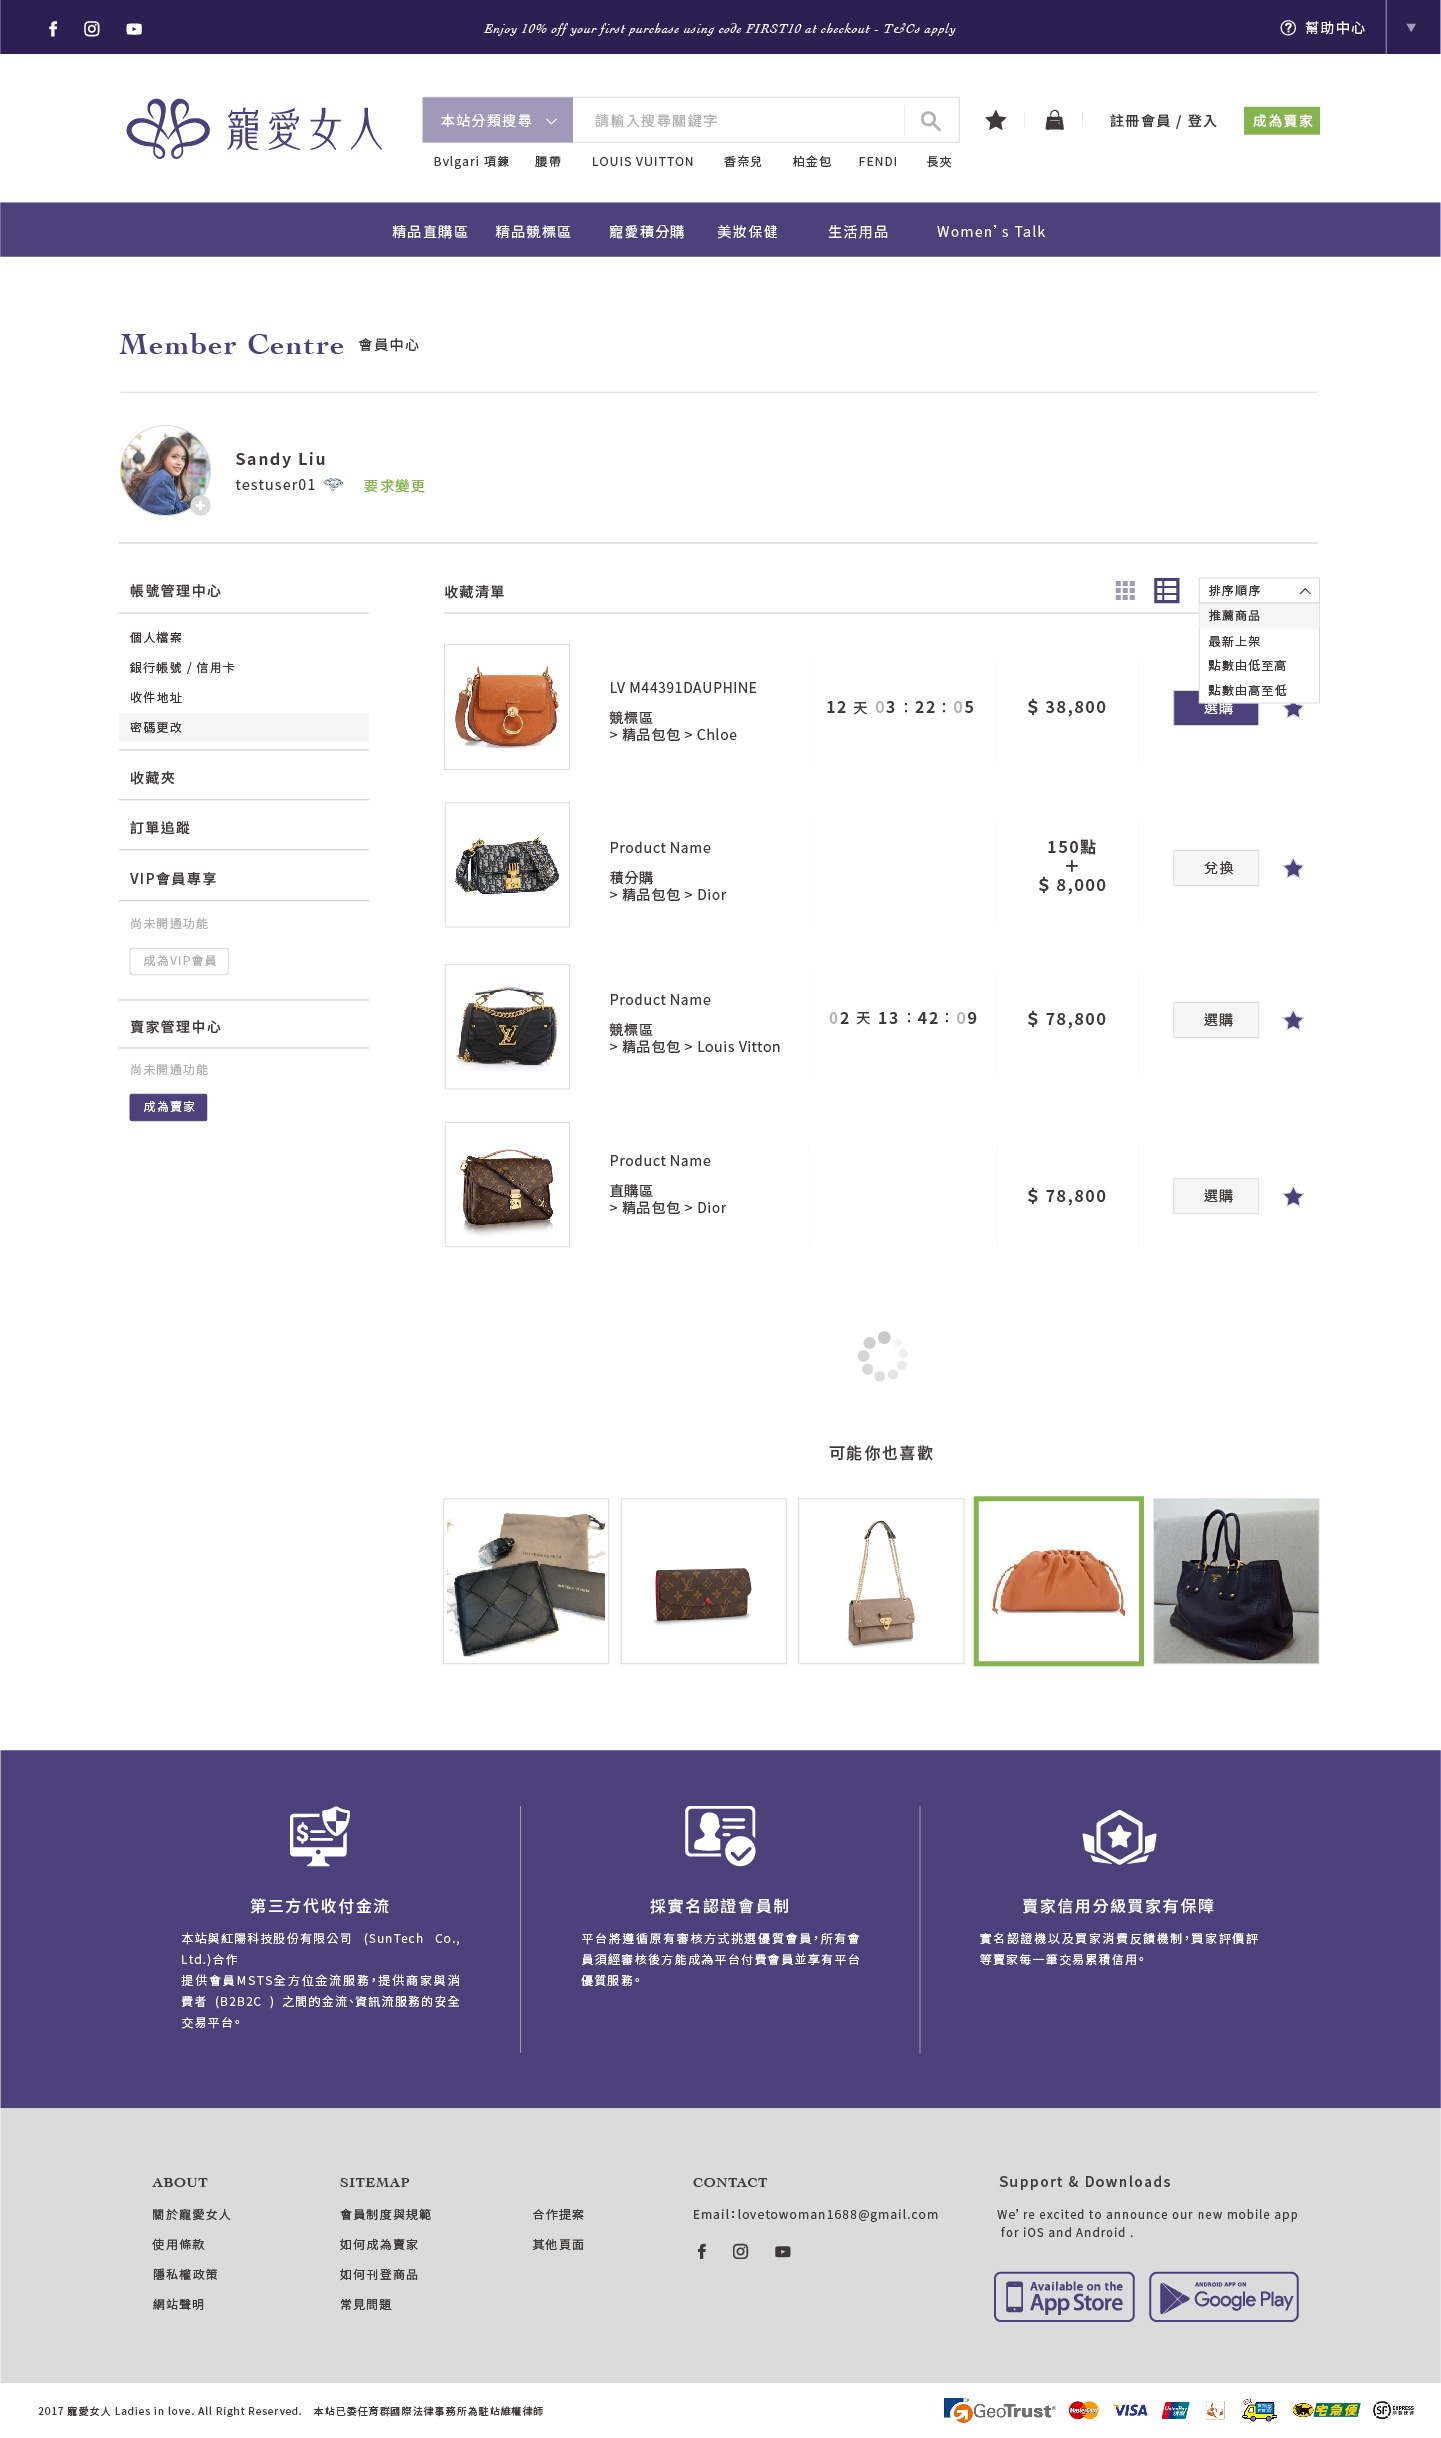 Enjoy 10% off your first purchase using code FIRST10 at checkout - T&Cs apply
幫助中心
寵愛女人
本站分類搜尋
請輸入搜尋關鍵字
註冊會員 / 登入
成為賣家
Bvlgari 項鍊 腰帶 LOUIS VUITTON 香奈兒 柏金包 FENDI 長夾
精品直購區 精品競標區 寵愛積分購 美妝保健 生活用品 Women's Talk
Member Centre 會員中心
Sandy Liu
testuser01 要求變更
帳號管理中心
個人檔案
銀行帳號 / 信用卡
收件地址
密碼更改
收藏夾
訂單追蹤
VIP會員專享
尚未開通功能
成為VIP會員
賣家管理中心
尚未開通功能
成為賣家
收藏清單
排序順序
推薦商品
最新上架
點數由低至高
點數由高至低
LV M44391DAUPHINE
競標區
> 精品包包 > Chloe
12 天 03 : 22 : 05
$ 38,800
選購
Product Name
積分購
> 精品包包 > Dior
150點
+
$ 8,000
兌換
Product Name
競標區
> 精品包包 > Louis Vitton
02 天 13 : 42 : 09
$ 78,800
選購
Product Name
直購區
> 精品包包 > Dior
$ 78,800
選購
可能你也喜歡
第三方代收付金流
本站與紅陽科技股份有限公司 (SunTech Co.,
Ltd.)合作
提供會員MSTS全方位金流服務，提供商家與消
費者 (B2B2C ) 之間的金流、資訊流服務的安全
交易平台。
採實名認證會員制
平台將遵循原有審核方式挑選優質會員，所有會
員須經審核後方能成為平台付費會員並享有平台
優質服務。
賣家信用分級買家有保障
實名認證機以及買家消費反饋機制，買家評價評
等賣家每一筆交易累積信用。
ABOUT
關於寵愛女人
使用條款
隱私權政策
網站聲明
SITEMAP
會員制度與規範
如何成為賣家
如何刊登商品
常見問題
合作提案
其他頁面
CONTACT
Email：lovetowoman1688@gmail.com
Support & Downloads
We're excited to announce our new mobile app
for iOS and Android .
Available on the
App Store
ANDROID APP ON
Google Play
2017 寵愛女人 Ladies in love. All Right Reserved. 本站已委任育群國際法律事務所為駐站維權律師
GeoTrust
MasterCard
VISA
UnionPay
宅急便
SF EXPRESS